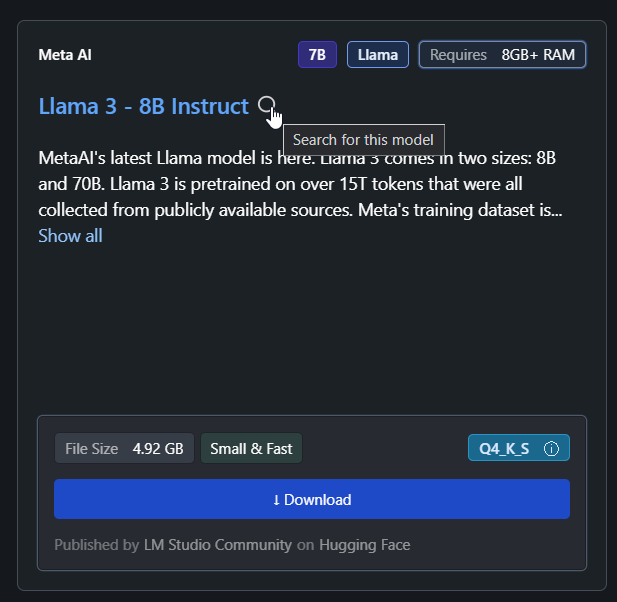 Meta AI
7B
Llama
Requires 8GB+ RAM
Llama 3 - 8B Instruct
Search for this model
MetaAI's latest Llama model is here. Llama 3 comes in two sizes: 8B
and 70B. Llama 3 is pretrained on over 15T tokens that were all
collected from publicly available sources. Meta's training dataset is...
Show all
File Size 4.92 GB
Small & Fast
Q4_K_S
Download
Published by LM Studio Community on Hugging Face